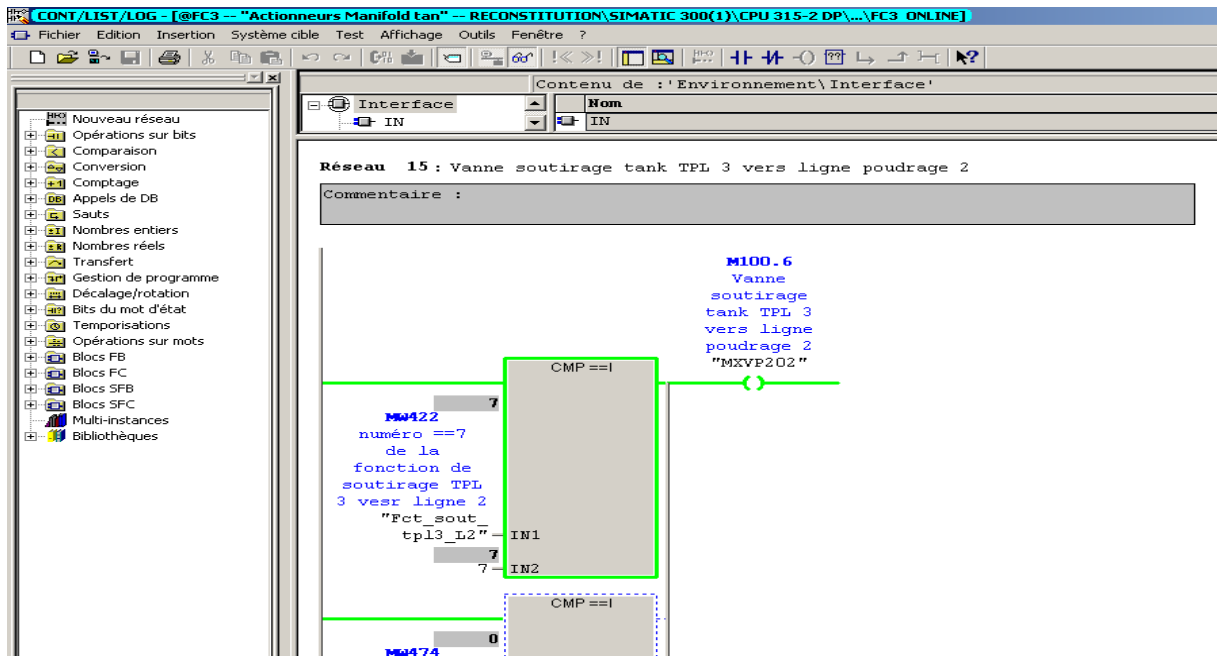 CONT/LIST/LOG - [@FC3 -- "Actionneurs Manifold tan" -- RECONSTITUTION\SIMATIC 300(1)\CPU 315-2 DP\...\FC3 ONLINE]
Fichier Edition Insertion Système cible Test Affichage Outils Fenêtre ?
Nouveau réseau
Opérations sur bits
Comparaison
Conversion
Comptage
Appels de DB
Sauts
Nombres entiers
Nombres réels
Transfert
Gestion de programme
Décalage/rotation
Bits du mot d'état
Temporisations
Opérations sur mots
Blocs FB
Blocs FC
Blocs SFB
Blocs SFC
Multi-instances
Bibliothèques
Contenu de :'Environnement\Interface'
Interface
IN
Nom
IN
Réseau 15 : Vanne soutirage tank TPL 3 vers ligne poudrage 2
Commentaire :
M100.6
Vanne
soutirage
tank TPL 3
vers ligne
poudrage 2
"MXVP202"
CMP ==I
7
MW422
numéro ==7
de la
fonction de
soutirage TPL
3 vesr ligne 2
"Fct_sout_
tpl3_L2"
IN1
7
7
IN2
CMP ==I
0
MW474